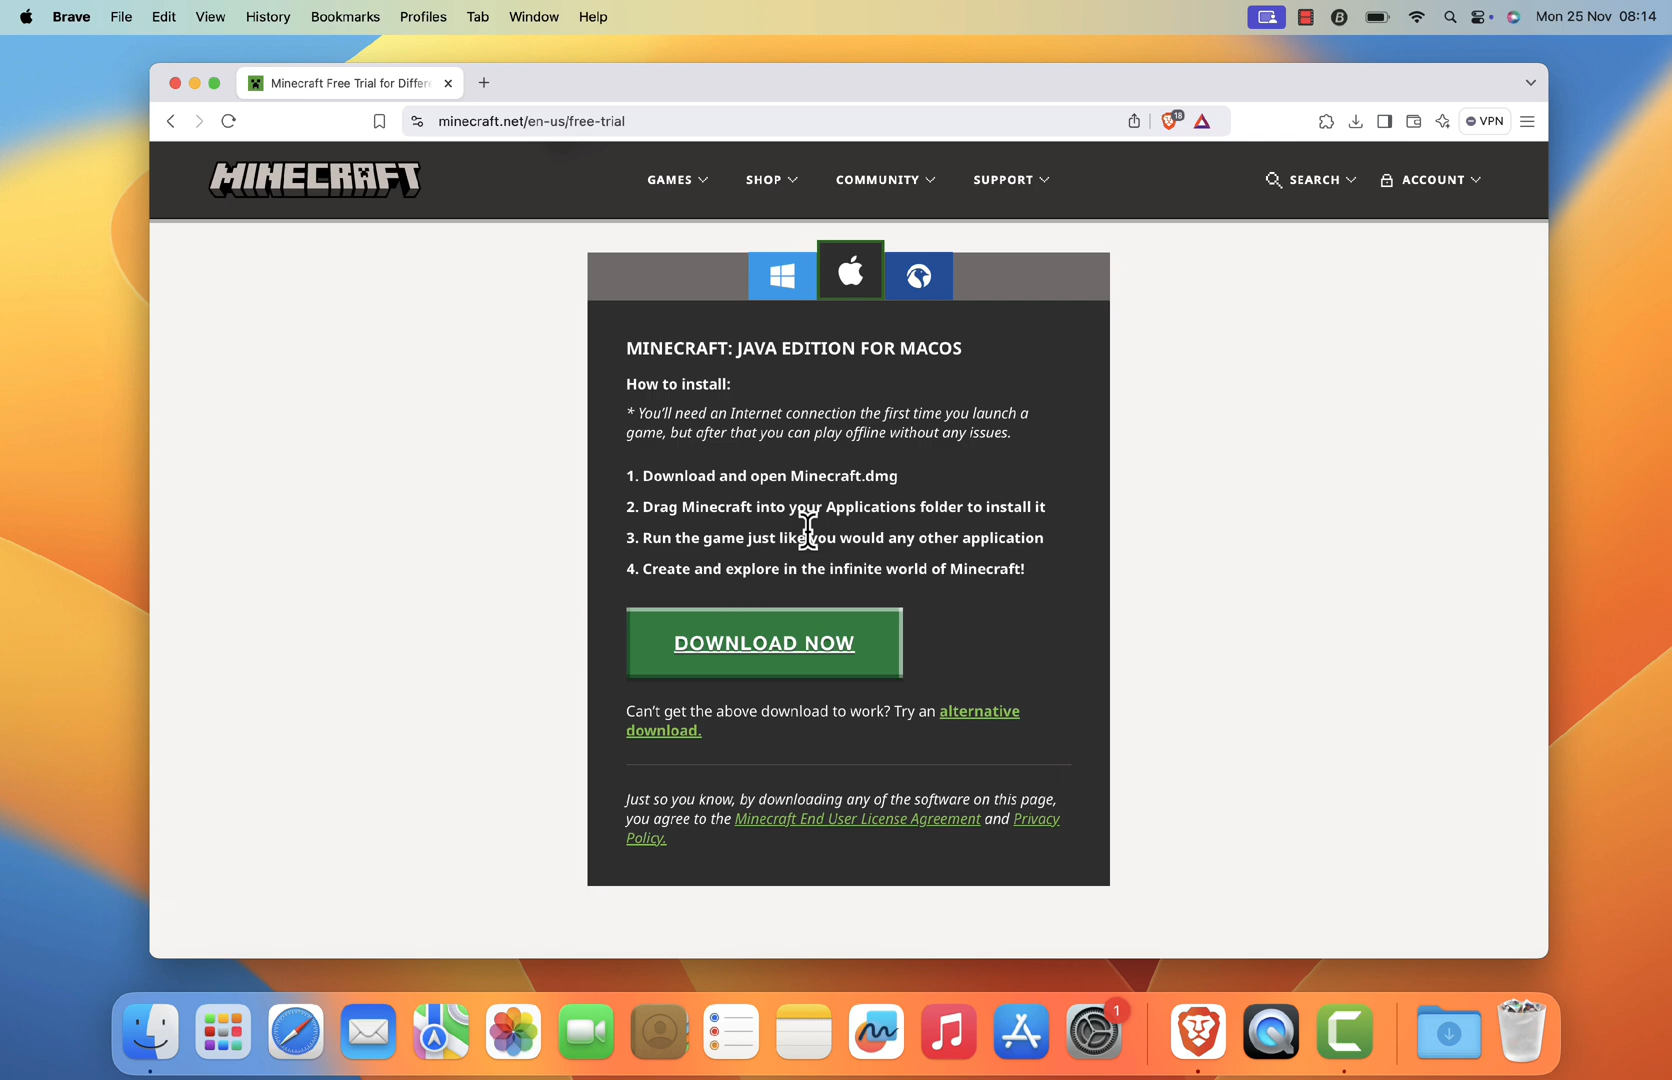 Brave File Edit View History Bookmarks Profiles Tab Window Help Mon 25 Nov 08:14
Minecraft Free Trial for Differe
minecraft.net/en-us/free-trial 18 VPN
MINECRAFT GAMES SHOP COMMUNITY SUPPORT SEARCH ACCOUNT
MINECRAFT: JAVA EDITION FOR MACOS
How to install:
* You'll need an Internet connection the first time you launch a
game, but after that you can play offline without any issues.
1. Download and open Minecraft.dmg
2. Drag Minecraft into your Applications folder to install it
3. Run the game just like you would any other application
4. Create and explore in the infinite world of Minecraft!
DOWNLOAD NOW
Can't get the above download to work? Try an alternative
download.
Just so you know, by downloading any of the software on this page,
you agree to the Minecraft End User License Agreement and Privacy
Policy.
1